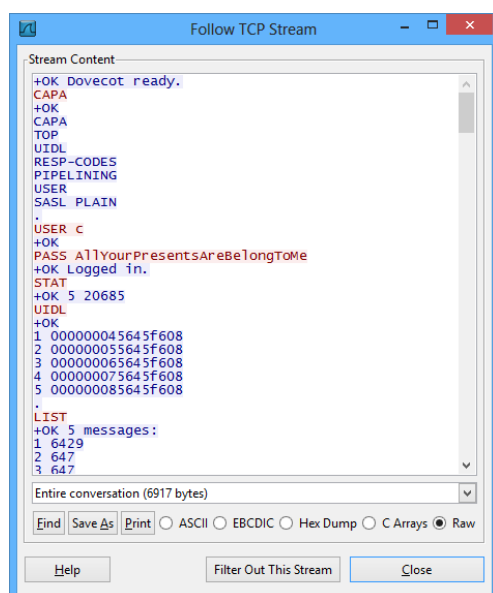 Follow TCP Stream
Stream Content
+OK Dovecot ready.
CAPA
+OK
CAPA
TOP
UIDL
RESP-CODES
PIPELINING
USER
SASL PLAIN
.
USER c
+OK
PASS AllYourPresentsAreBelongToMe
+OK Logged in.
STAT
+OK 5 20685
UIDL
+OK
1 000000045645f608
2 000000055645f608
3 000000065645f608
4 000000075645f608
5 000000085645f608
.
LIST
+OK 5 messages:
1 6429
2 647
3 647
Entire conversation (6917 bytes)
Find Save As Print ASCII EBCDIC Hex Dump C Arrays Raw
Help Filter Out This Stream Close